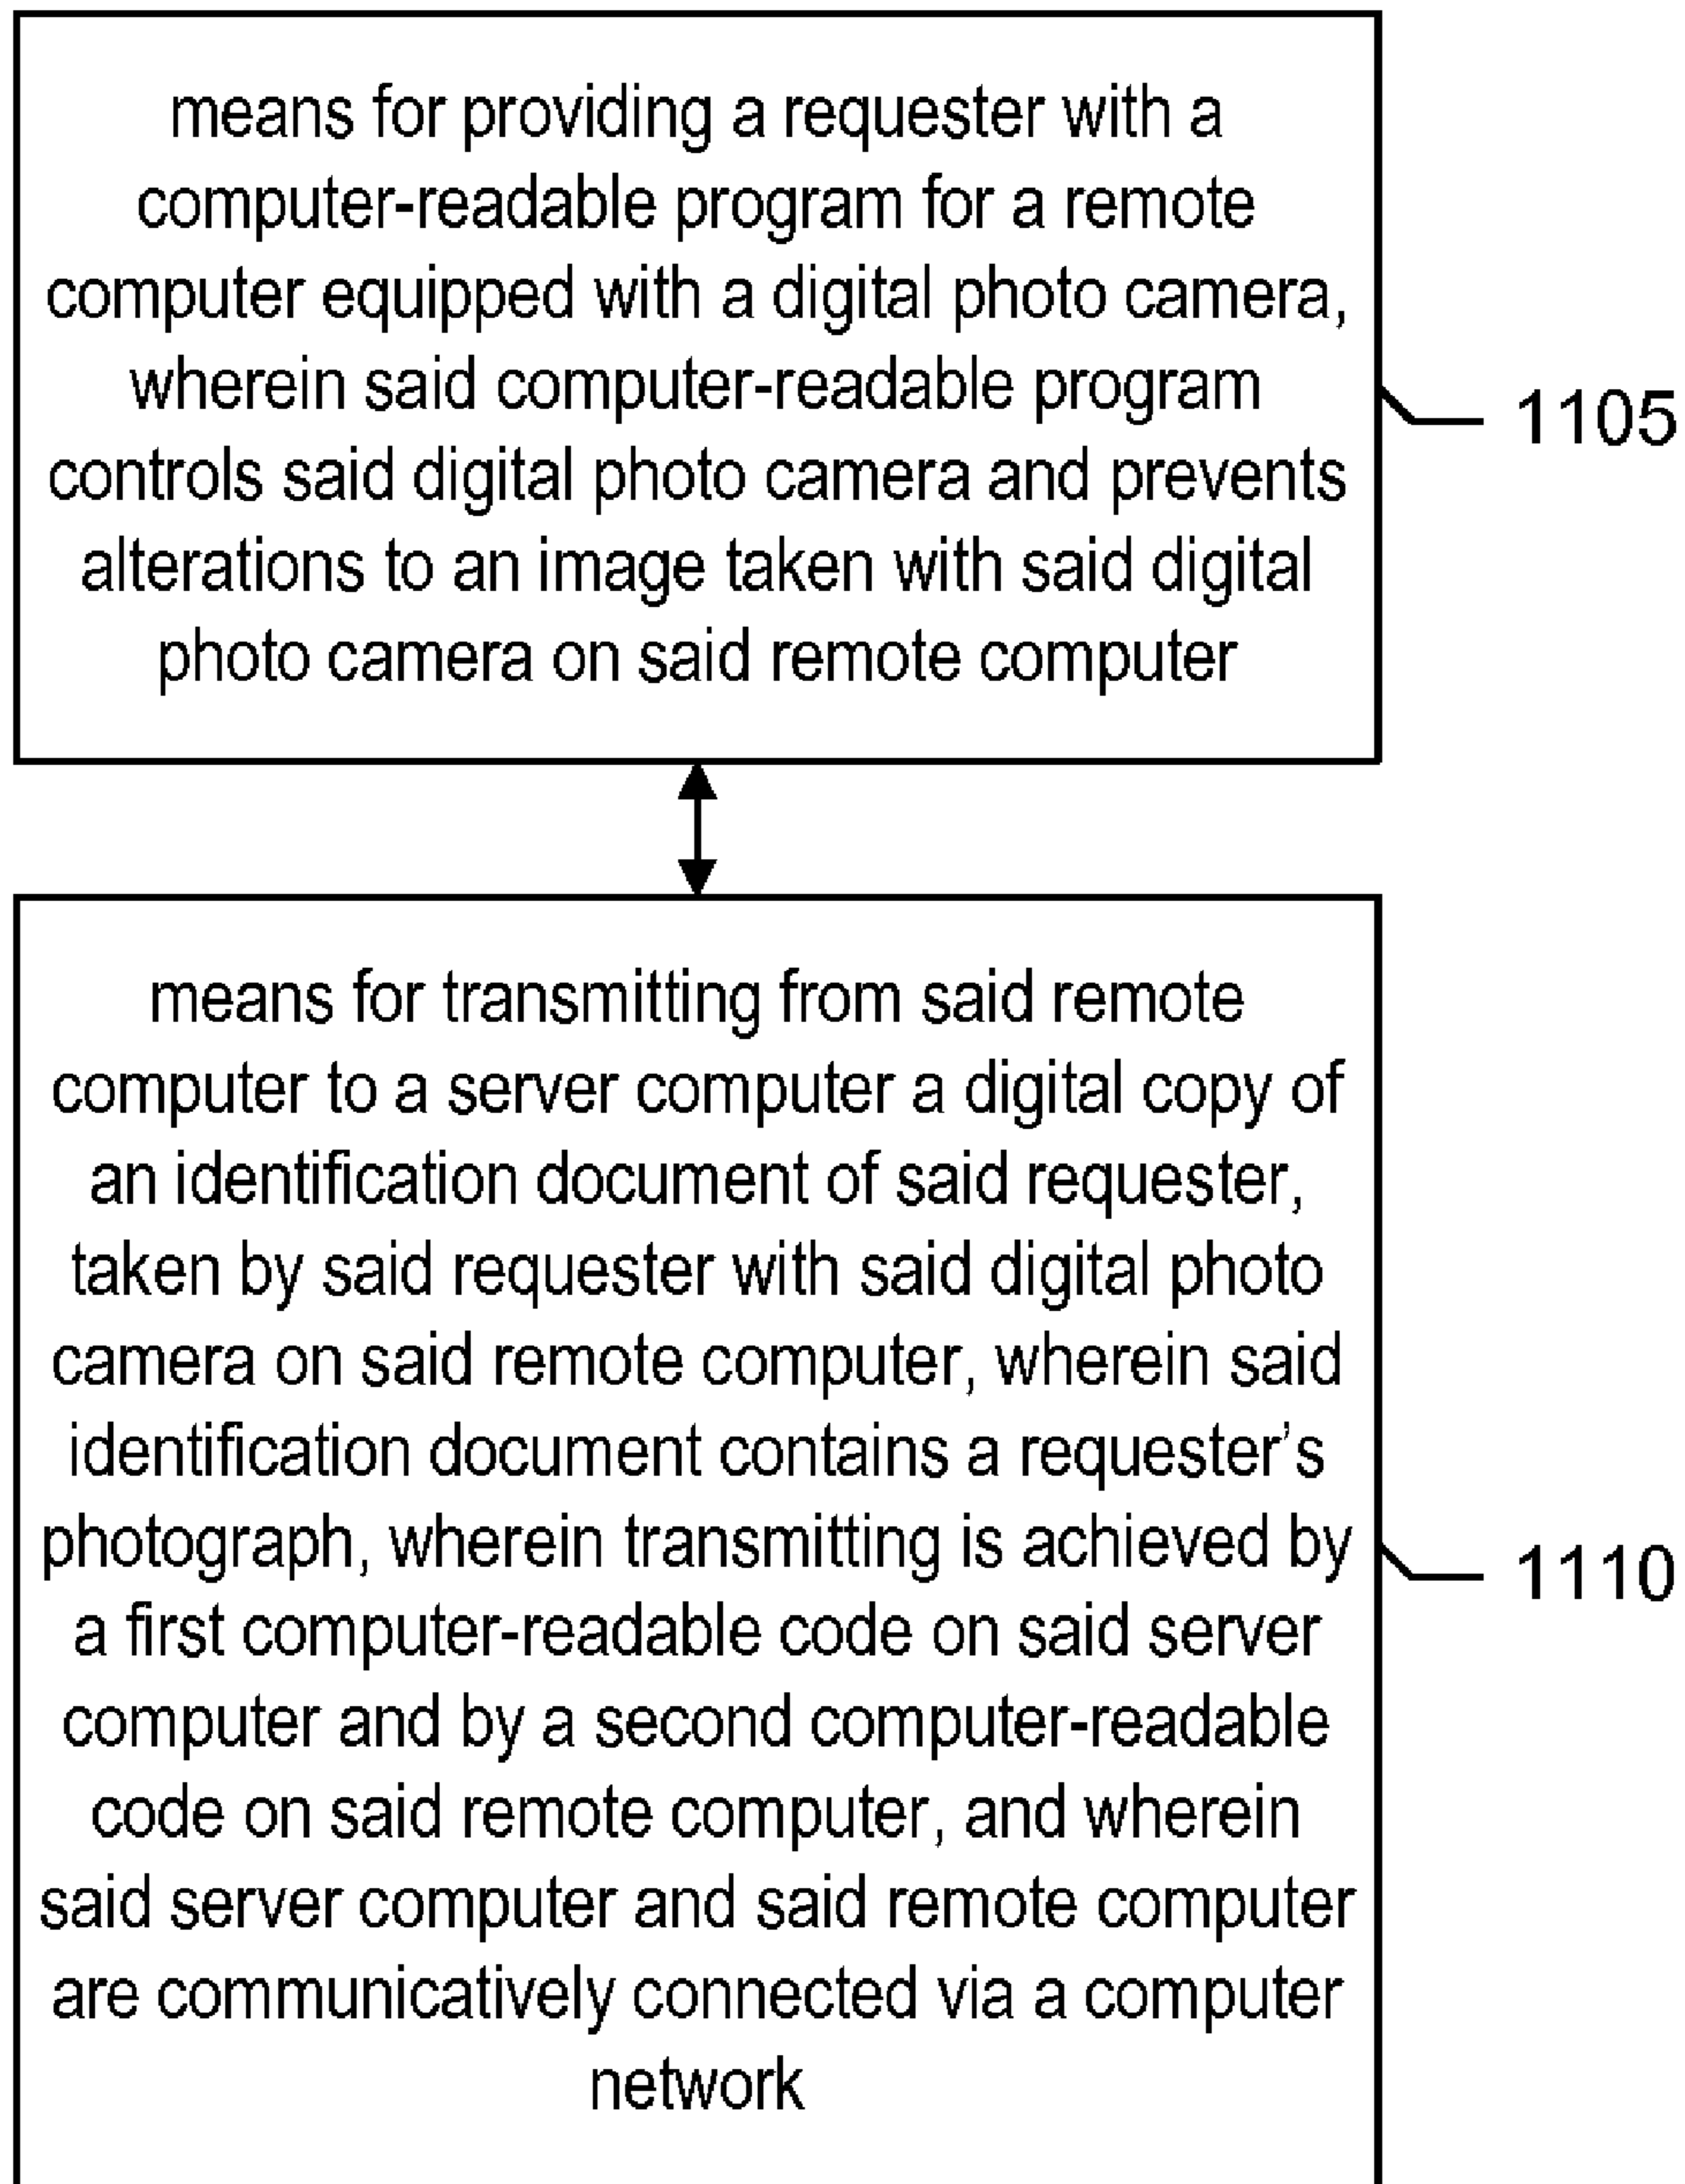 means for providing a requester with a
computer-readable program for a remote
computer equipped with a digital photo camera,
wherein said computer-readable program
controls said digital photo camera and prevents
alterations to an image taken with said digital
photo camera on said remote computer
1105
means for transmitting from said remote
computer to a server computer a digital copy of
an identification document of said requester,
taken by said requester with said digital photo
camera on said remote computer, wherein said
identification document contains a requester’s
photograph, wherein transmitting is achieved by
a first computer-readable code on said server
computer and by a second computer-readable
code on said remote computer, and wherein
said server computer and said remote computer
are communicatively connected via a computer
network
1110